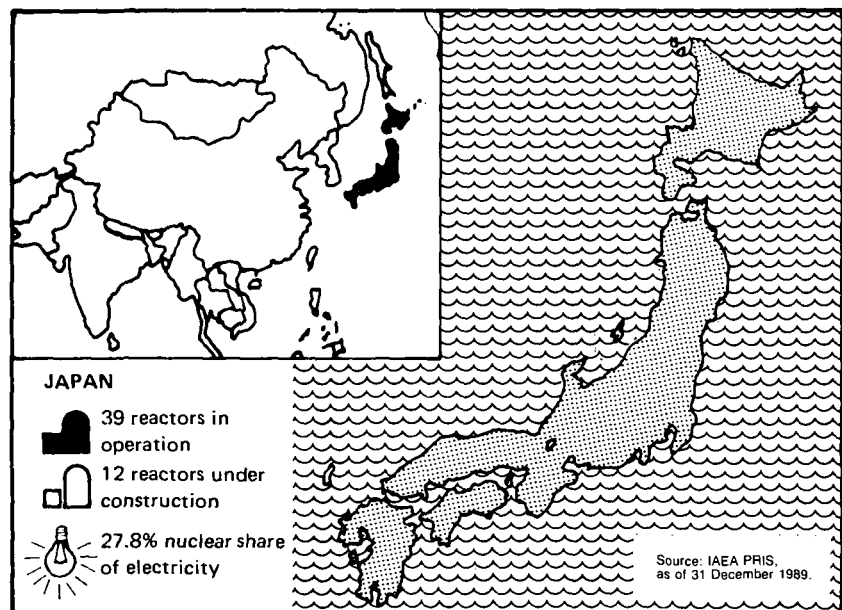 JAPAN
39 reactors in
operation
12 reactors under
construction
27.8% nuclear share
of electricity
Source: IAEA PRIS,
as of 31 December 1989.